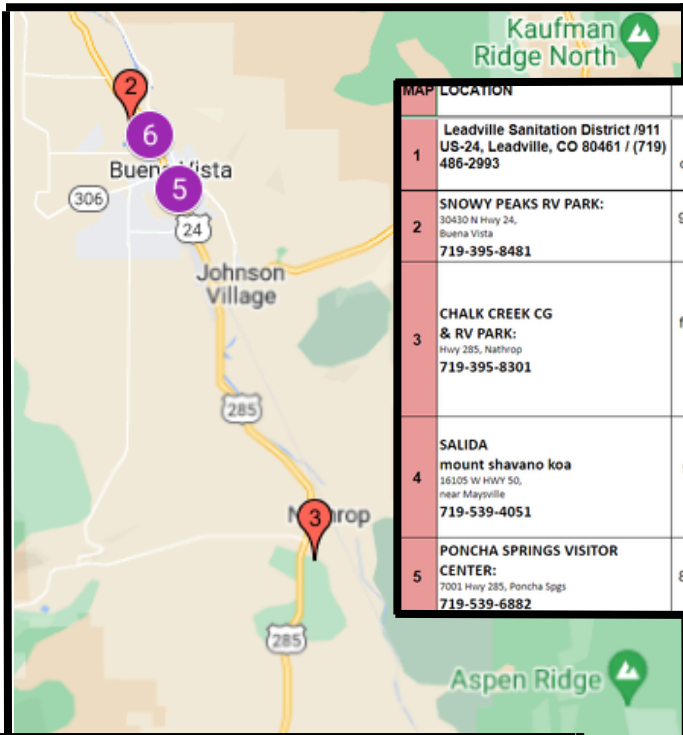 Kaufman
Ridge North
2
6
Buena Vista
5
306
24
Johnson
Village
285
3
285
Aspen Ridge
MAP LOCATION
1
Leadville Sanitation District /911
US-24, Leadville, CO 80461 / (719)
486-2993
2
SNOWY PEAKS RV PARK:
30430 N Hwy 24,
Buena Vista
719-395-8481
3
CHALK CREEK CG
& RV PARK:
Hwy 285, Nathrop
719-395-8301
4
SALIDA
mount shavano koa
16105 W HWY 50,
near Maysville
719-539-4051
5
PONCHA SPRINGS VISITOR
CENTER:
7001 Hwy 285, Poncha Spgs
719-539-6882